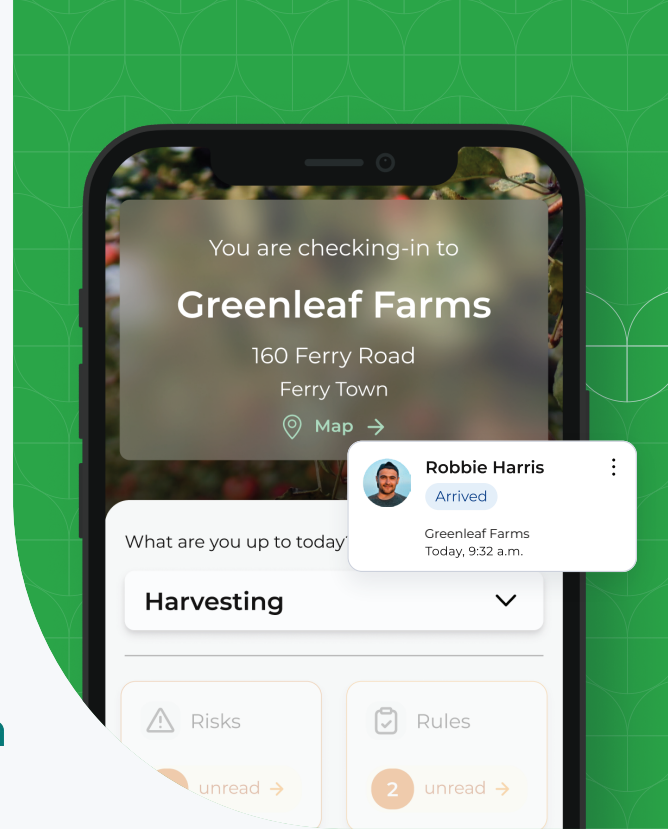 You are checking-in to
Greenleaf Farms
160 Ferry Road
Ferry Town
Map
Robbie Harris
Arrived
Greenleaf Farms
Today, 9:32 a.m.
What are you up to today?
Harvesting
Risks
Rules
unread
2 unread